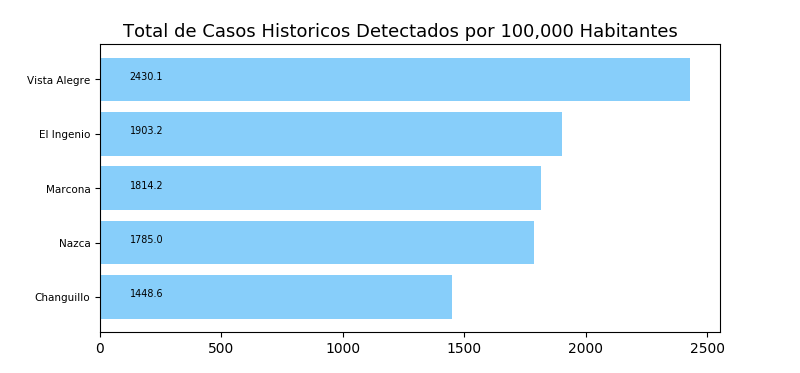 Total de Casos Historicos Detectados por 100,000 Habitantes
Vista Alegre 2430.1
El Ingenio 1903.2
Marcona 1814.2
Nazca 1785.0
Changuillo 1448.6
0 500 1000 1500 2000 2500